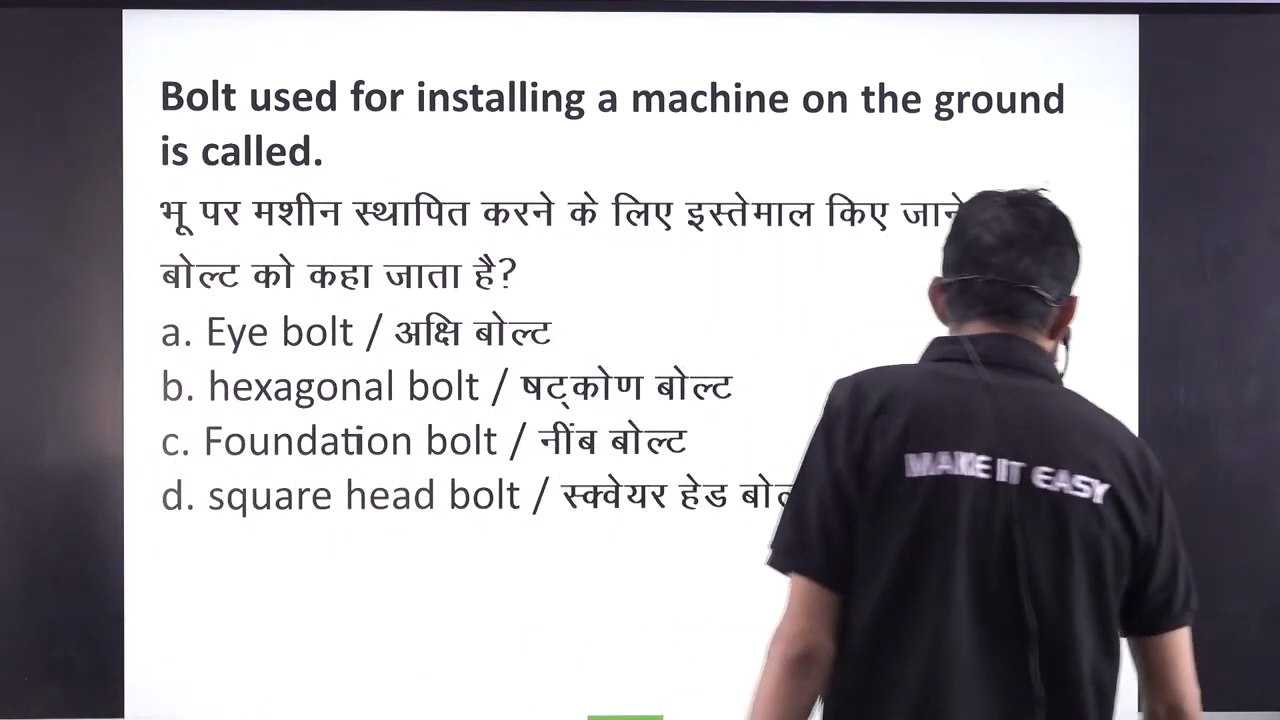 Bolt used for installing a machine on the ground
is called.
भू पर मशीन स्थापित करने के लिए इस्तेमाल किए
बोल्ट को कहा जाता है?
a. Eye bolt / अक्षि बोल्ट
b. hexagonal bolt / षट्कोण बोल्ट
c. Foundation bolt / नींब बोल्ट
d. square head bolt / स्क्वेयर हेड
MAKE IT EASY